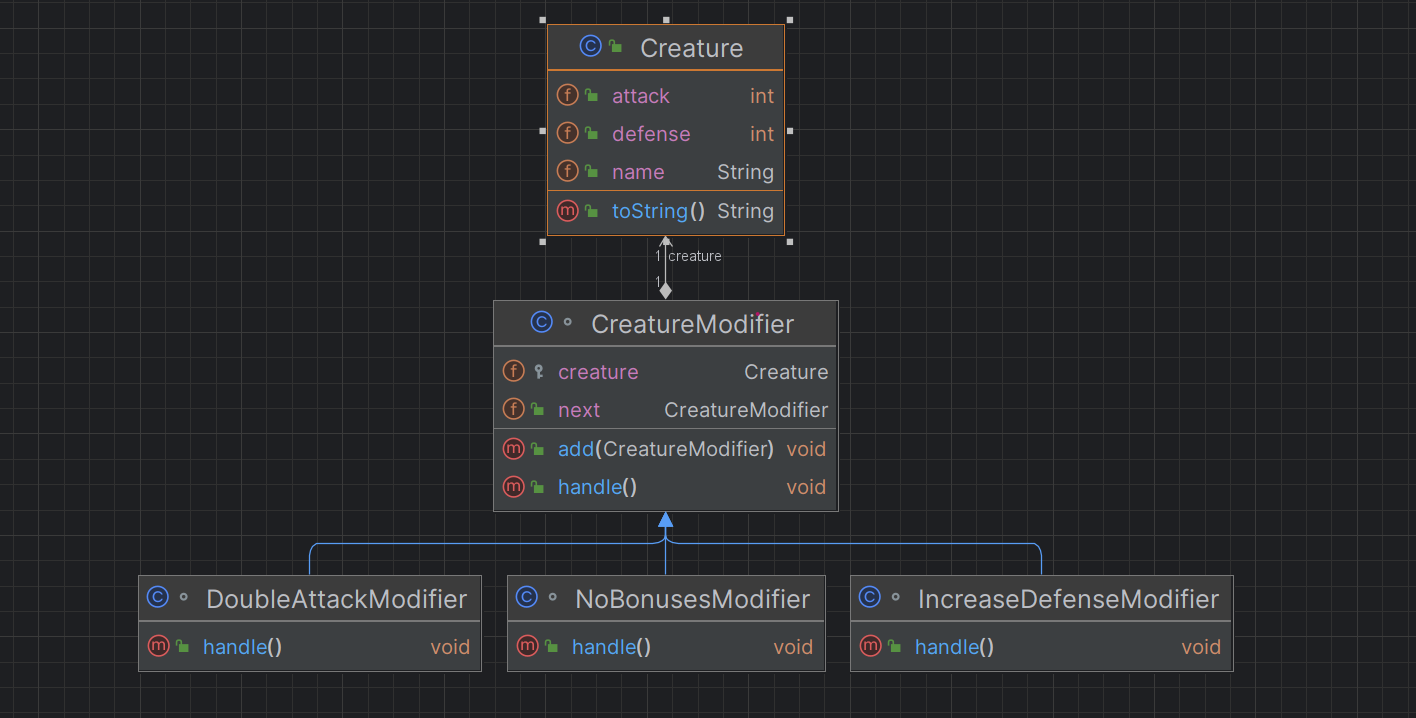 Creature
attack int
defense int
name String
toString() String
1 creature
1
CreatureModifier
creature Creature
next CreatureModifier
add(CreatureModifier) void
handle() void
DoubleAttackModifier
handle() void
NoBonusesModifier
handle() void
IncreaseDefenseModifier
handle() void